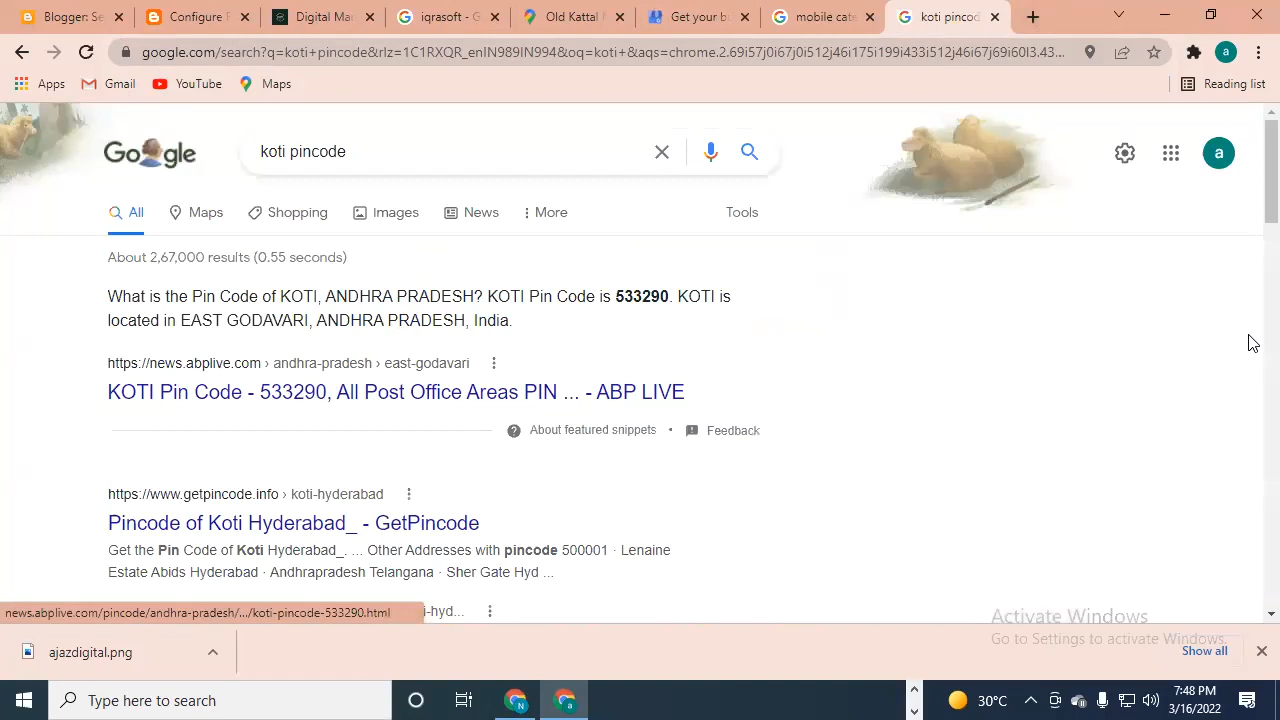 Blogger: Se
Configure F
Digital Mar
iqrasoft - G
Old Kattal
Get your b
mobile cate
koti pincod
google.com/search?q=koti+pincode&rlz=1C1RXQR_enIN989IN994&oq=koti+&aqs=chrome.2.69i57j0i67j0i512j46i175i199i433i512j46i67j69i60l3.43...
a
Apps
Gmail
YouTube
Maps
Reading list
Google
koti pincode
a
All
Maps
Shopping
Images
News
More
Tools
About 2,67,000 results (0.55 seconds)
What is the Pin Code of KOTI, ANDHRA PRADESH? KOTI Pin Code is 533290. KOTI is
located in EAST GODAVARI, ANDHRA PRADESH, India.
https://news.abplive.com › andhra-pradesh › east-godavari
KOTI Pin Code - 533290, All Post Office Areas PIN ... - ABP LIVE
About featured snippets • Feedback
https://www.getpincode.info › koti-hyderabad
Pincode of Koti Hyderabad_ - GetPincode
Get the Pin Code of Koti Hyderabad_. ... Other Addresses with pincode 500001 · Lenaine
Estate Abids Hyderabad · Andhrapradesh Telangana · Sher Gate Hyd ...
news.abplive.com/pincode/andhra-pradesh/.../koti-pincode-533290.html
i-hyd...
Activate Windows
Go to Settings to activate Windows.
ajazdigital.png
Show all
Type here to search
N
a
30°C
7:48 PM
3/16/2022